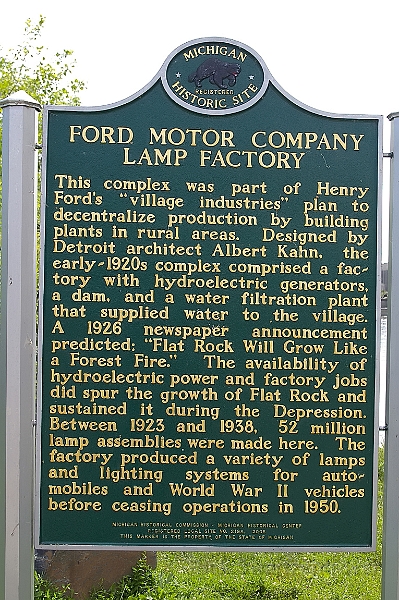 MICHIGAN
REGISTERED
HISTORIC SITE
FORD MOTOR COMPANY
LAMP FACTORY
This complex was part of Henry
Ford's "village industries" plan to
decentralize production by building
plants in rural areas. Designed by
Detroit architect Albert Kahn, the
early-1920s complex comprised a fac-
tory with hydroelectric generators,
a dam, and a water filtration plant
that supplied water to the village.
A 1926 newspaper announcement
predicted: "Flat Rock Will Grow Like
a Forest Fire." The availability of
hydroelectric power and factory jobs
did spur the growth of Flat Rock and
sustained it during the Depression.
Between 1923 and 1938, 52 million
lamp assemblies were made here. The
factory produced a variety of lamps
and lighting systems for auto-
mobiles and World War II vehicles
before ceasing operations in 1950.
MICHIGAN HISTORICAL COMMISSION - MICHIGAN HISTORICAL CENTER
REGISTERED LOCAL SITE NO.
THIS MARKER IS THE PROPERTY OF THE STATE OF MICHIGAN